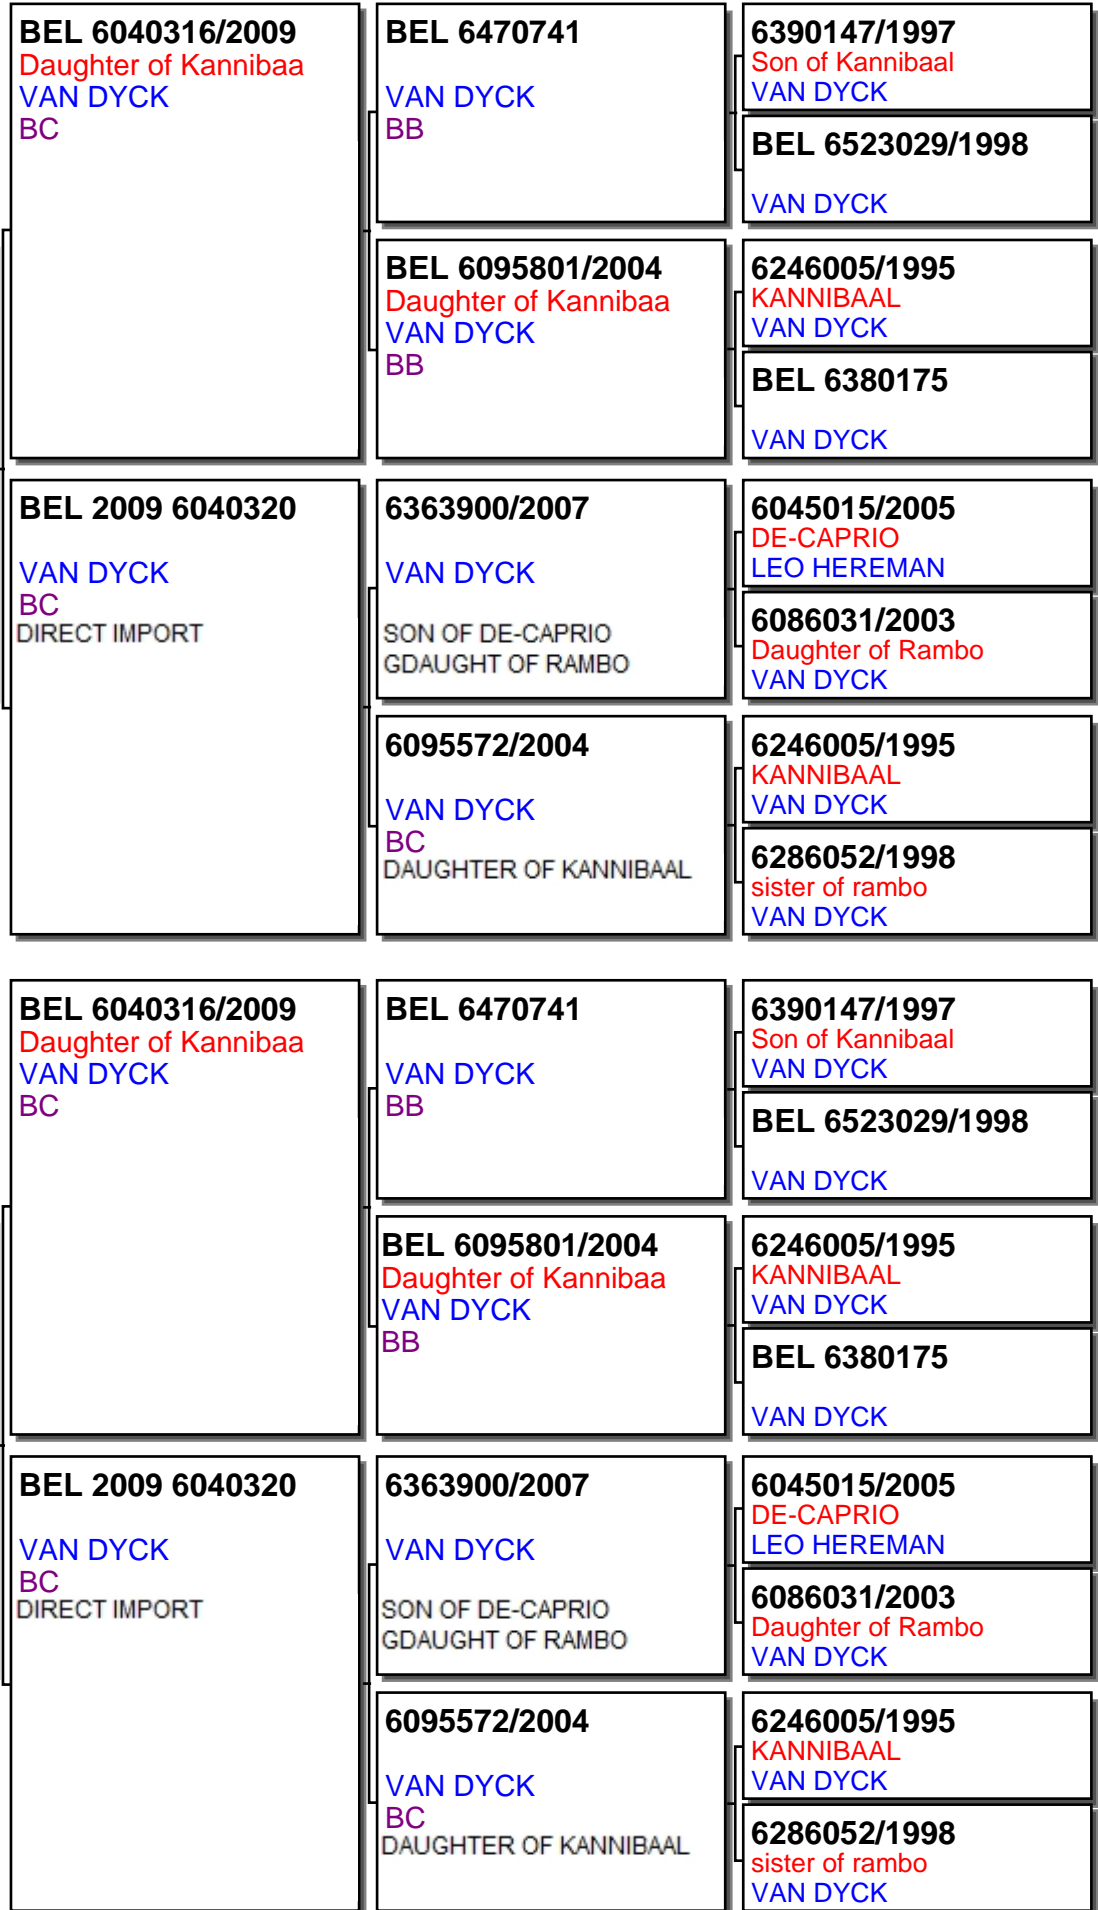 BEL 6040316/2009
Daughter of Kannibaa
VAN DYCK
BC
BEL 2009 6040320
VAN DYCK
BC
DIRECT IMPORT
BEL 6470741
VAN DYCK
BB
BEL 6095801/2004
Daughter of Kannibaa
VAN DYCK
BB
6363900/2007
VAN DYCK
SON OF DE-CAPRIO
GDAUGHT OF RAMBO
6095572/2004
VAN DYCK
BC
DAUGHTER OF KANNIBAAL
6390147/1997
Son of Kannibaal
VAN DYCK
BEL 6523029/1998
VAN DYCK
6246005/1995
KANNIBAAL
VAN DYCK
BEL 6380175
VAN DYCK
6045015/2005
DE-CAPRIO
LEO HEREMAN
6086031/2003
Daughter of Rambo
VAN DYCK
6246005/1995
KANNIBAAL
VAN DYCK
6286052/1998
sister of rambo
VAN DYCK
BEL 6040316/2009
Daughter of Kannibaa
VAN DYCK
BC
BEL 2009 6040320
VAN DYCK
BC
DIRECT IMPORT
BEL 6470741
VAN DYCK
BB
BEL 6095801/2004
Daughter of Kannibaa
VAN DYCK
BB
6363900/2007
VAN DYCK
SON OF DE-CAPRIO
GDAUGHT OF RAMBO
6095572/2004
VAN DYCK
BC
DAUGHTER OF KANNIBAAL
6390147/1997
Son of Kannibaal
VAN DYCK
BEL 6523029/1998
VAN DYCK
6246005/1995
KANNIBAAL
VAN DYCK
BEL 6380175
VAN DYCK
6045015/2005
DE-CAPRIO
LEO HEREMAN
6086031/2003
Daughter of Rambo
VAN DYCK
6246005/1995
KANNIBAAL
VAN DYCK
6286052/1998
sister of rambo
VAN DYCK